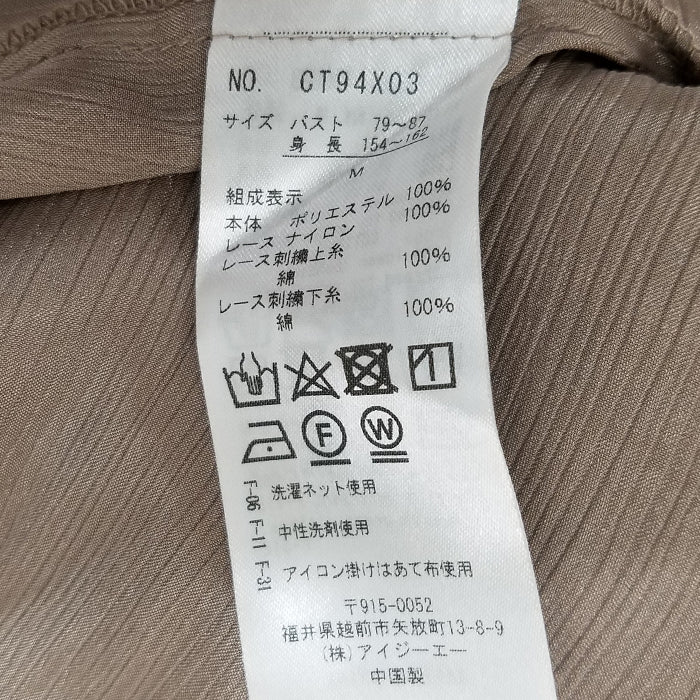 NO. CT94X03
サイズ バスト 79~87
身長 154~162
M
組成表示
本体 ポリエステル 100%
レース ナイロン 100%
レース刺繍上糸
綿 100%
レース刺繍下糸
綿 100%
F W
F-06 洗濯ネット使用
F-11 中性洗剤使用
F-31 アイロン掛けはあて布使用
〒915-0052
福井県越前市矢放町13-8-9
(株)アイジーエー
中国製